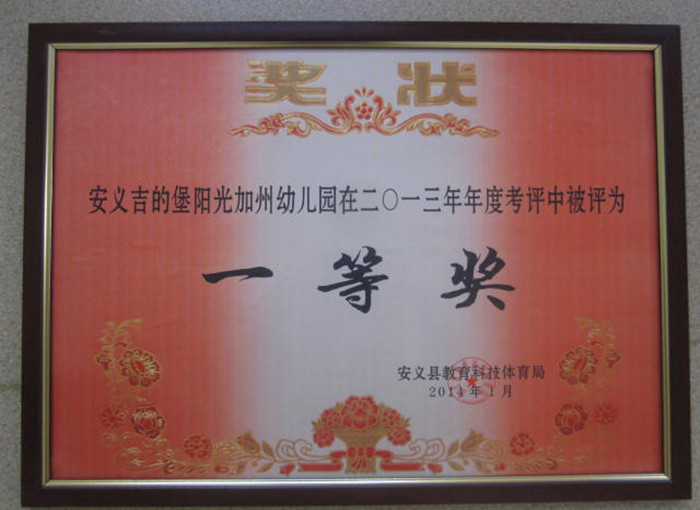 奖状
安义吉的堡阳光加州幼儿园在二〇一三年年度考评中被评为
一等奖
安义县教育科技体育局
2014年1月